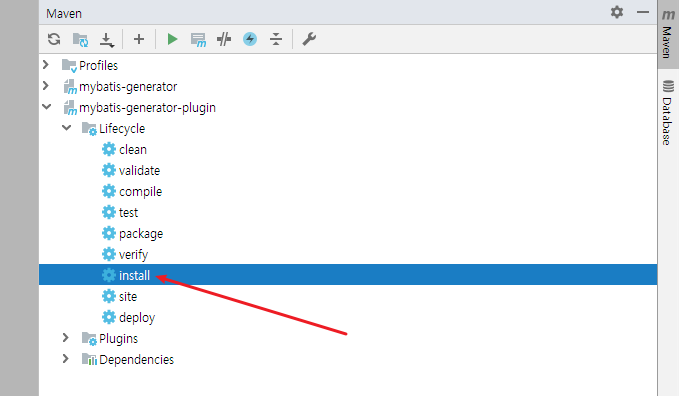 Maven
Profiles
mybatis-generator
mybatis-generator-plugin
Lifecycle
clean
validate
compile
test
package
verify
install
site
deploy
Plugins
Dependencies
m
Maven
Database